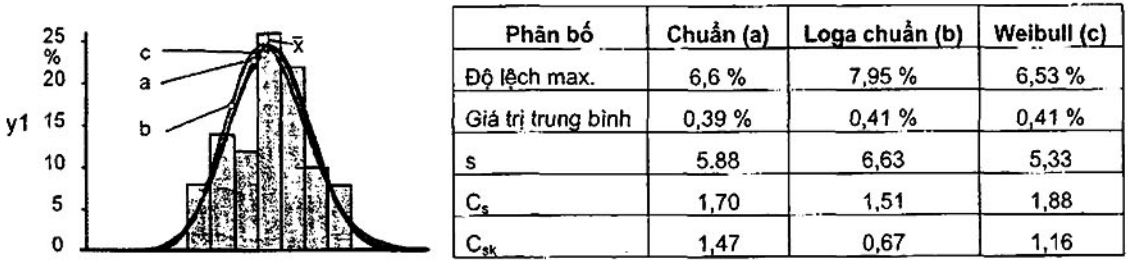 25
%
20
y1 15
10
5
0
c
a
b
x̄
Phân bố Chuẩn (a) Loga chuẩn (b) Weibull (c)
Độ lệch max. 6,6 % 7,95 % 6,53 %
Giá trị trung bình 0,39 % 0,41 % 0,41 %
s 5.88 6,63 5,33
Cₛ 1,70 1,51 1,88
Cₛₖ 1,47 0,67 1,16